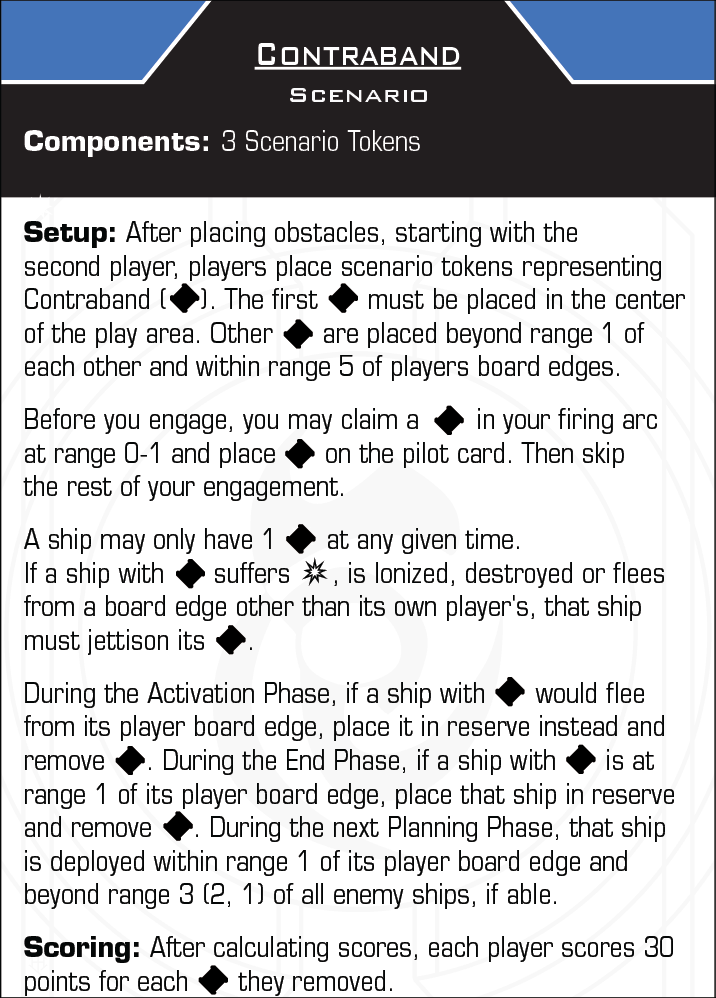 CONTRABAND
SCENARIO
Components: 3 Scenario Tokens
Setup: After placing obstacles, starting with the
second player, players place scenario tokens representing
Contraband (◆). The first ◆ must be placed in the center
of the play area. Other ◆ are placed beyond range 1 of
each other and within range 5 of players board edges.
Before you engage, you may claim a ◆ in your firing arc
at range 0-1 and place ◆ on the pilot card. Then skip
the rest of your engagement.
A ship may only have 1 ◆ at any given time.
If a ship with ◆ suffers , is Ionized, destroyed or flees
from a board edge other than its own player's, that ship
must jettison its ◆.
During the Activation Phase, if a ship with ◆ would flee
from its player board edge, place it in reserve instead and
remove ◆. During the End Phase, if a ship with ◆ is at
range 1 of its player board edge, place that ship in reserve
and remove ◆. During the next Planning Phase, that ship
is deployed within range 1 of its player board edge and
beyond range 3 (2, 1) of all enemy ships, if able.
Scoring: After calculating scores, each player scores 30
points for each ◆ they removed.